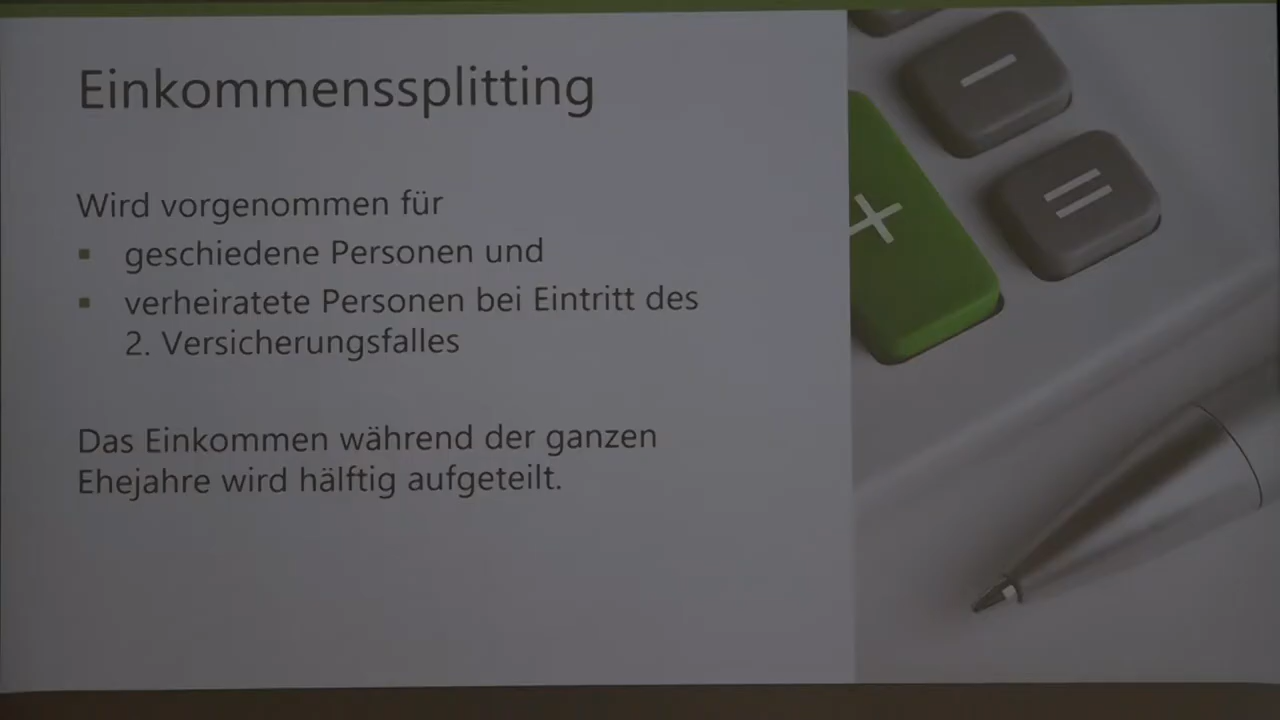 Einkommenssplitting
Wird vorgenommen für
▪ geschiedene Personen und
▪ verheiratete Personen bei Eintritt des
2. Versicherungsfalles
Das Einkommen während der ganzen
Ehejahre wird hälftig aufgeteilt.
+
−
=